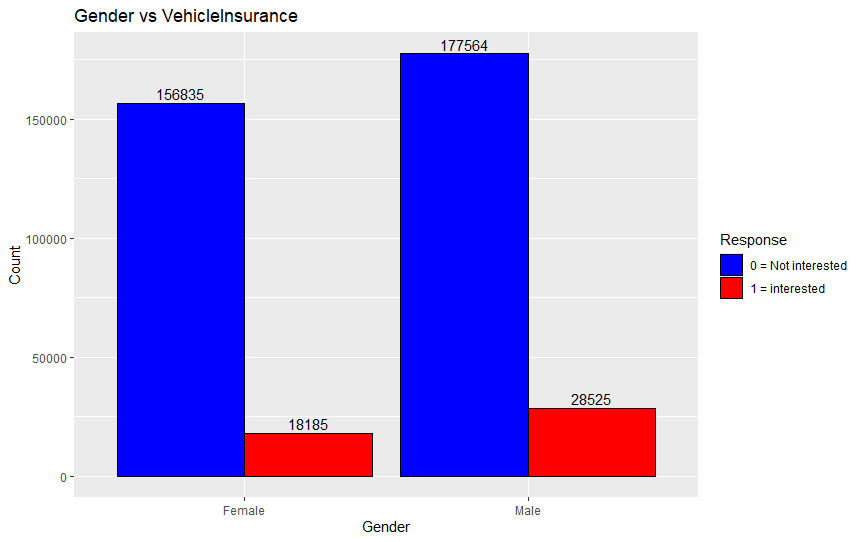 Gender vs VehicleInsurance
177564
156835
150000
100000
50000
0
28525
18185
Count
Female
Male
Gender
Response
0 = Not interested
1 = interested